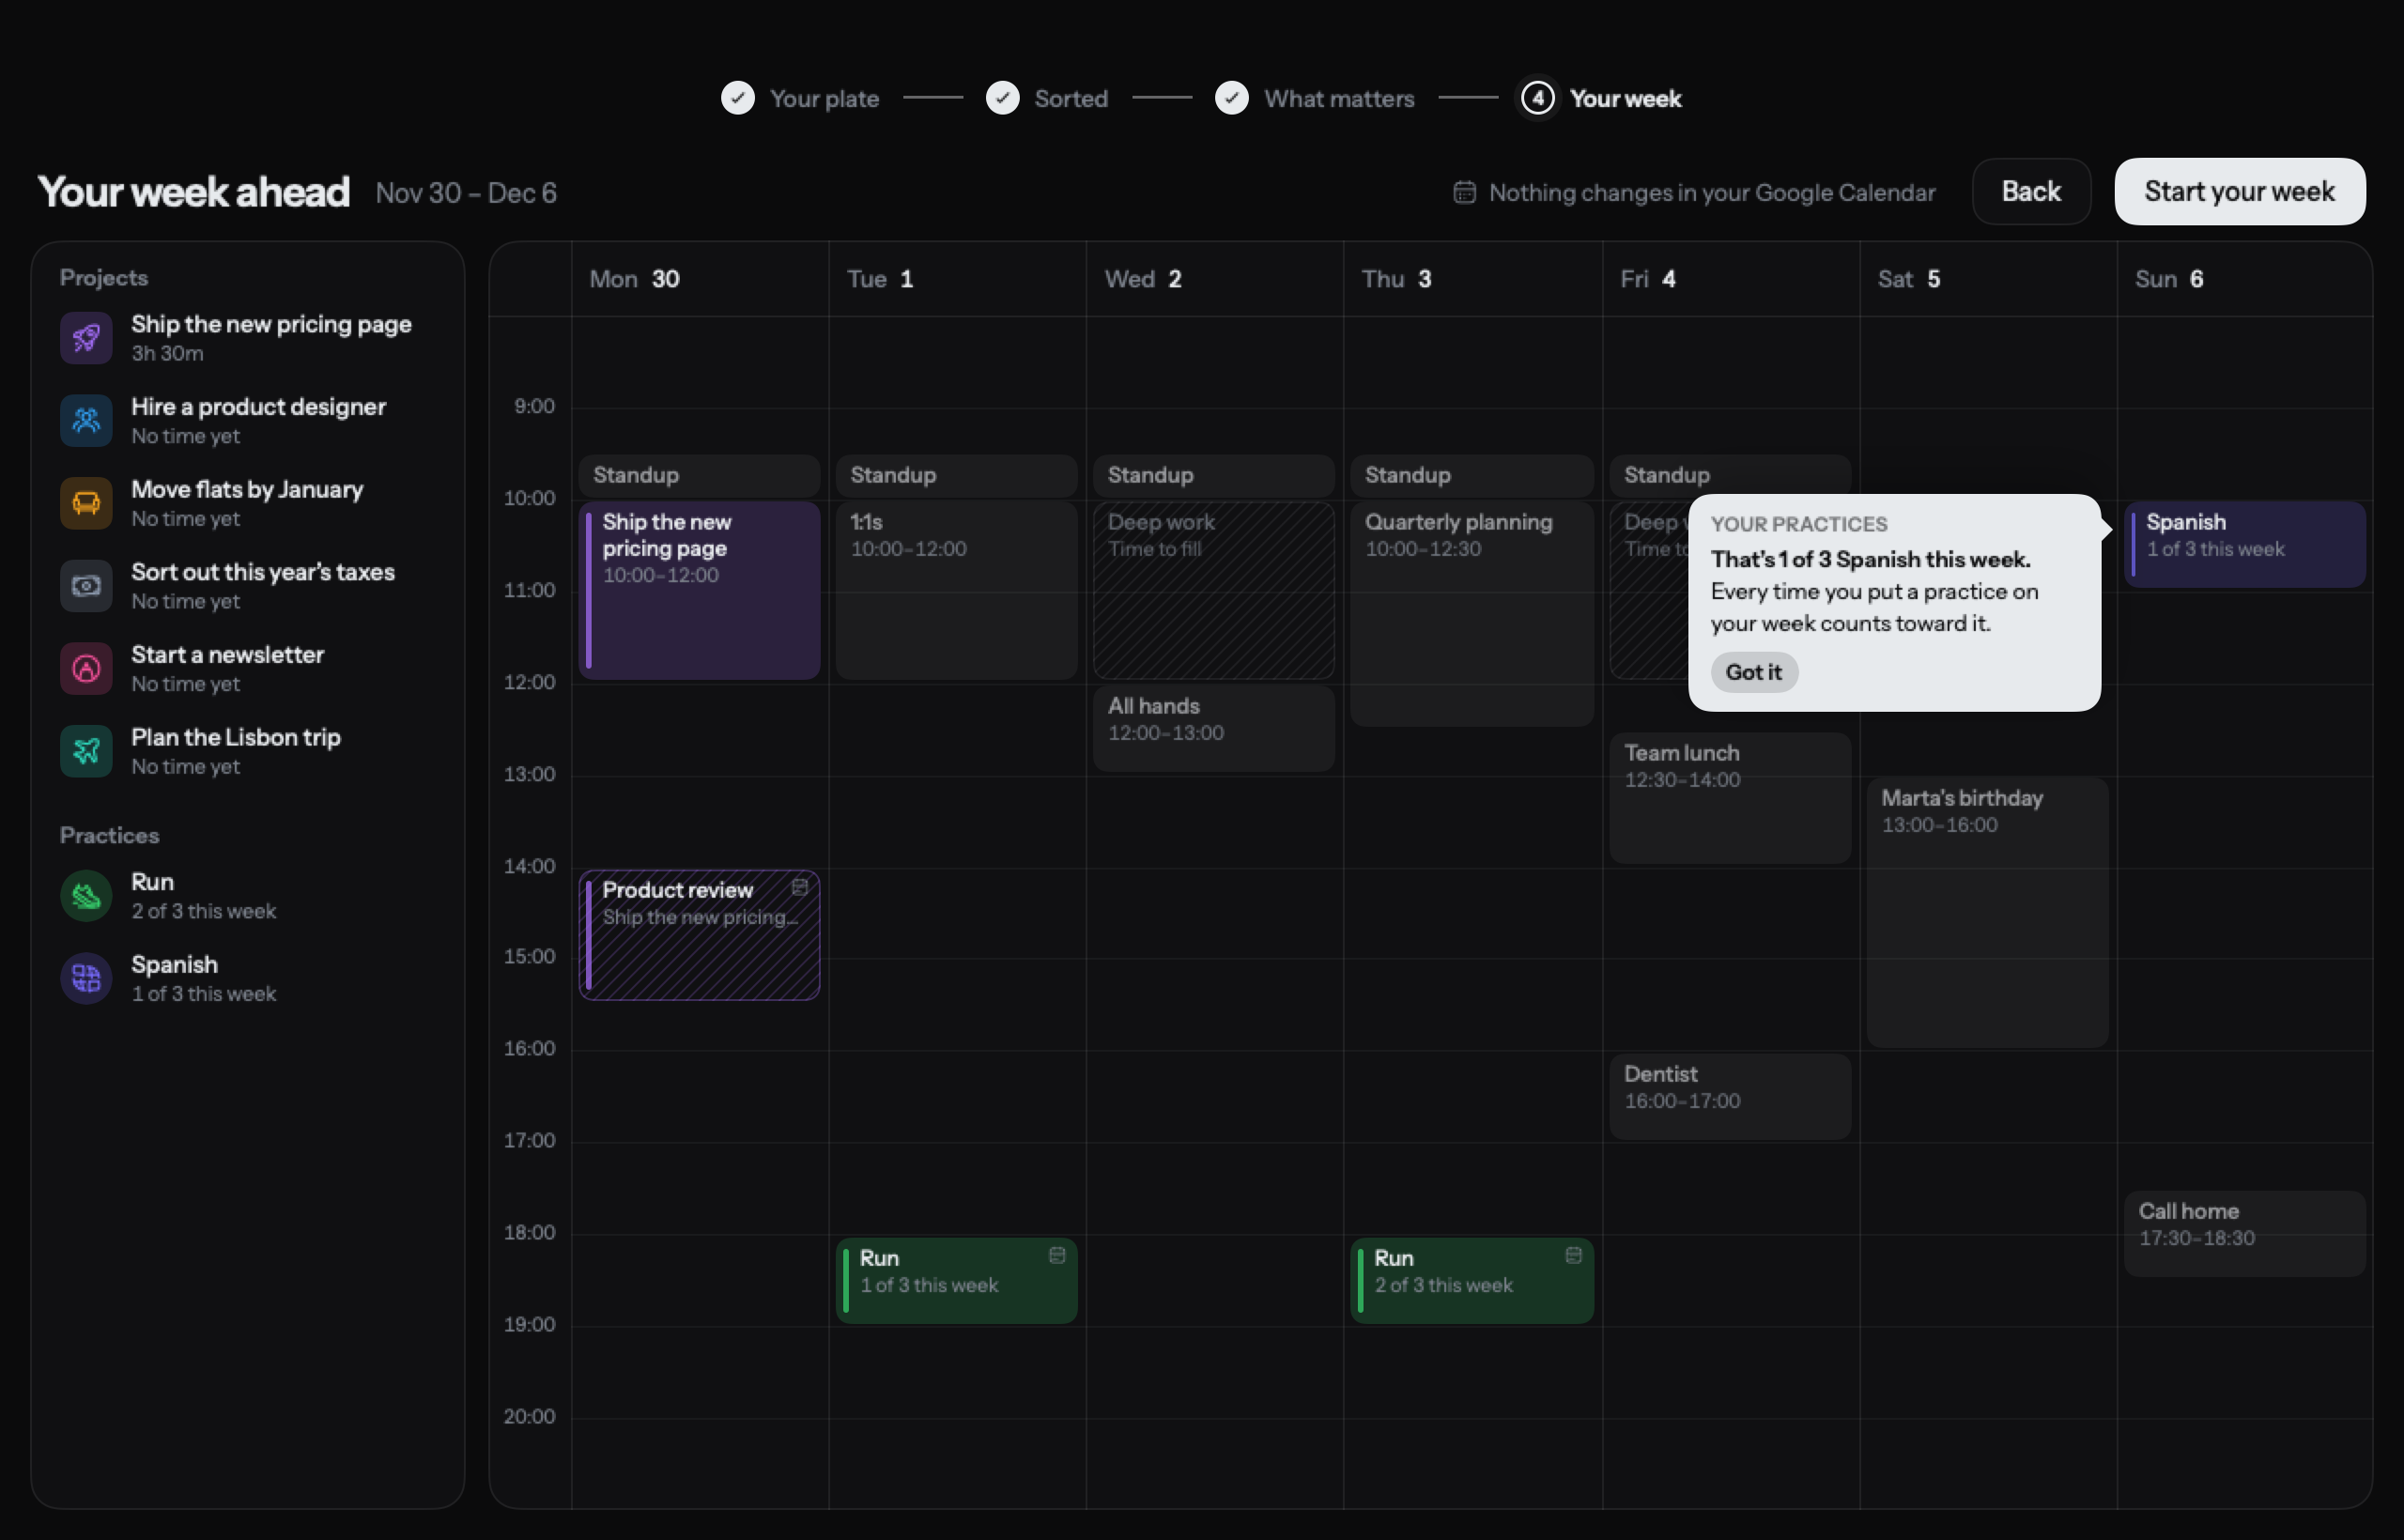 Your plate
Sorted
What matters
4 Your week
Your week ahead Nov 30 – Dec 6
Nothing changes in your Google Calendar
Back
Start your week
Projects
Ship the new pricing page
3h 30m
Hire a product designer
No time yet
Move flats by January
No time yet
Sort out this year's taxes
No time yet
Start a newsletter
No time yet
Plan the Lisbon trip
No time yet
Practices
Run
2 of 3 this week
Spanish
1 of 3 this week
Mon 30
Tue 1
Wed 2
Thu 3
Fri 4
Sat 5
Sun 6
9:00
10:00
11:00
12:00
13:00
14:00
15:00
16:00
17:00
18:00
19:00
20:00
Standup
Ship the new
pricing page
10:00–12:00
Product review
Ship the new pricing...
Standup
1:1s
10:00–12:00
Run
1 of 3 this week
Standup
Deep work
Time to fill
All hands
12:00–13:00
Standup
Quarterly planning
10:00–12:30
Run
2 of 3 this week
Standup
Deep
Time to
Team lunch
12:30–14:00
Dentist
16:00–17:00
YOUR PRACTICES
That's 1 of 3 Spanish this week.
Every time you put a practice on
your week counts toward it.
Got it
Marta's birthday
13:00–16:00
Spanish
1 of 3 this week
Call home
17:30–18:30